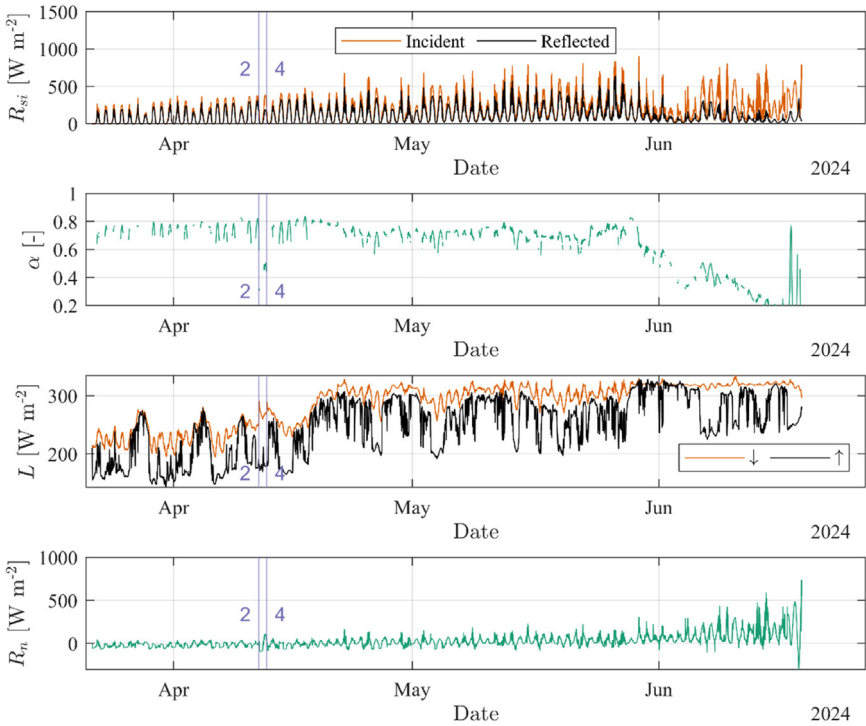 1500
1000
500
0
R_si [W m-2]
Incident
Reflected
2 4
Apr May Jun
Date
2024
1
0.8
0.6
0.4
0.2
α [-]
2 4
Apr May Jun
Date
2024
300
200
L [W m-2]
2 4
↓ ↑
Apr May Jun
Date
2024
1000
500
0
R_n [W m-2]
2 4
Apr May Jun
Date
2024